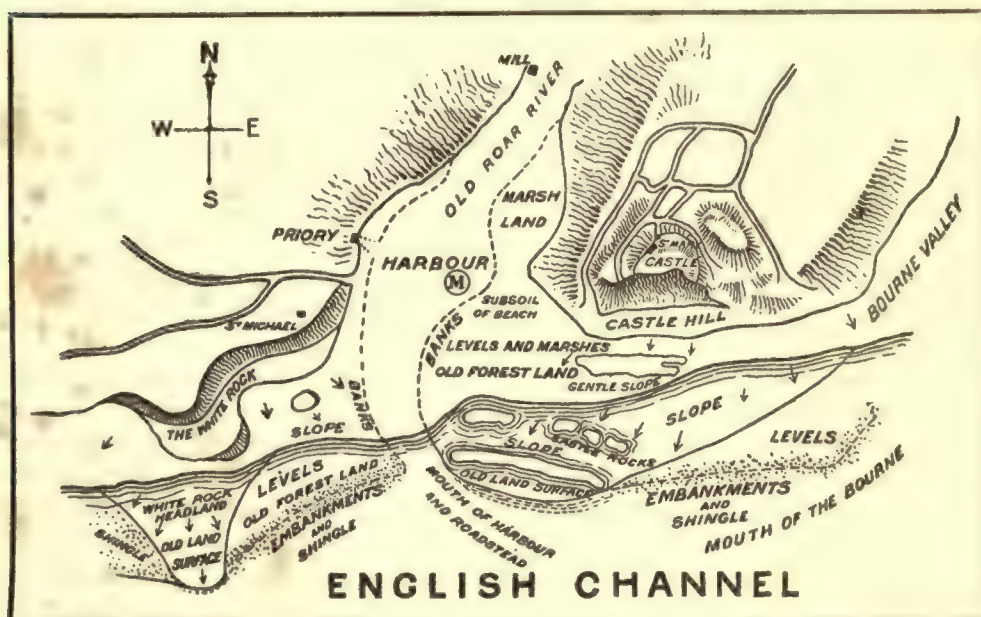 N
W E
S
MILL
OLD ROAR RIVER
MARSH
LAND
PRIORY
HARBOUR
M
ST MICHAEL
THE WHITE ROCK
SUBSOIL
OF BEACH
BANKS
CASTLE
CASTLE HILL
BOURNE VALLEY
LEVELS AND MARSHES
OLD FOREST LAND
GENTLE SLOPE
BANKS
SLOPE
SLOPE
SLOPE
CASTLE ROCKS
OLD LAND SURFACE
LEVELS
LEVELS
OLD FOREST LAND
EMBANKMENTS
AND
SHINGLE
WHITE ROCK
HEADLAND
OLD LAND
SURFACE
SHINGLE
MOUTH OF HARBOUR
AND ROADSTEAD
EMBANKMENTS
AND
SHINGLE
MOUTH OF THE BOURNE
ENGLISH CHANNEL